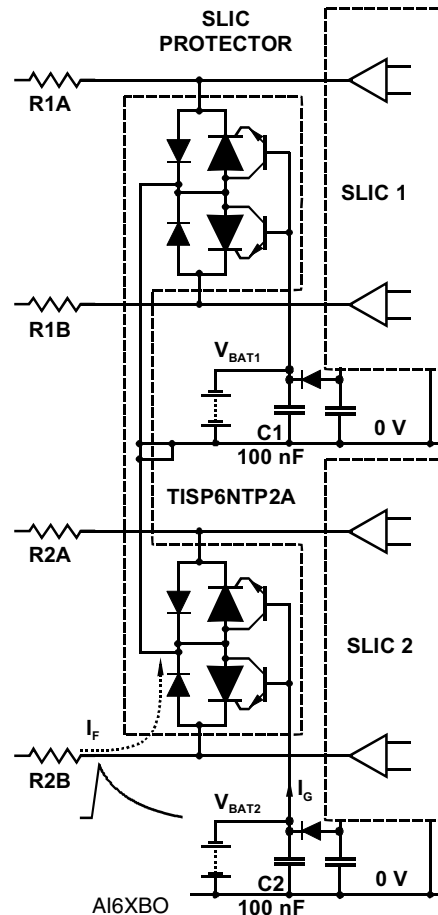 SLIC
PROTECTOR
R1A
SLIC 1
R1B
VBAT1
C1
0 V
100 nF
TISP6NTP2A
R2A
SLIC 2
IF
R2B
VBAT2
IG
C2
0 V
AI6XBO
100 nF